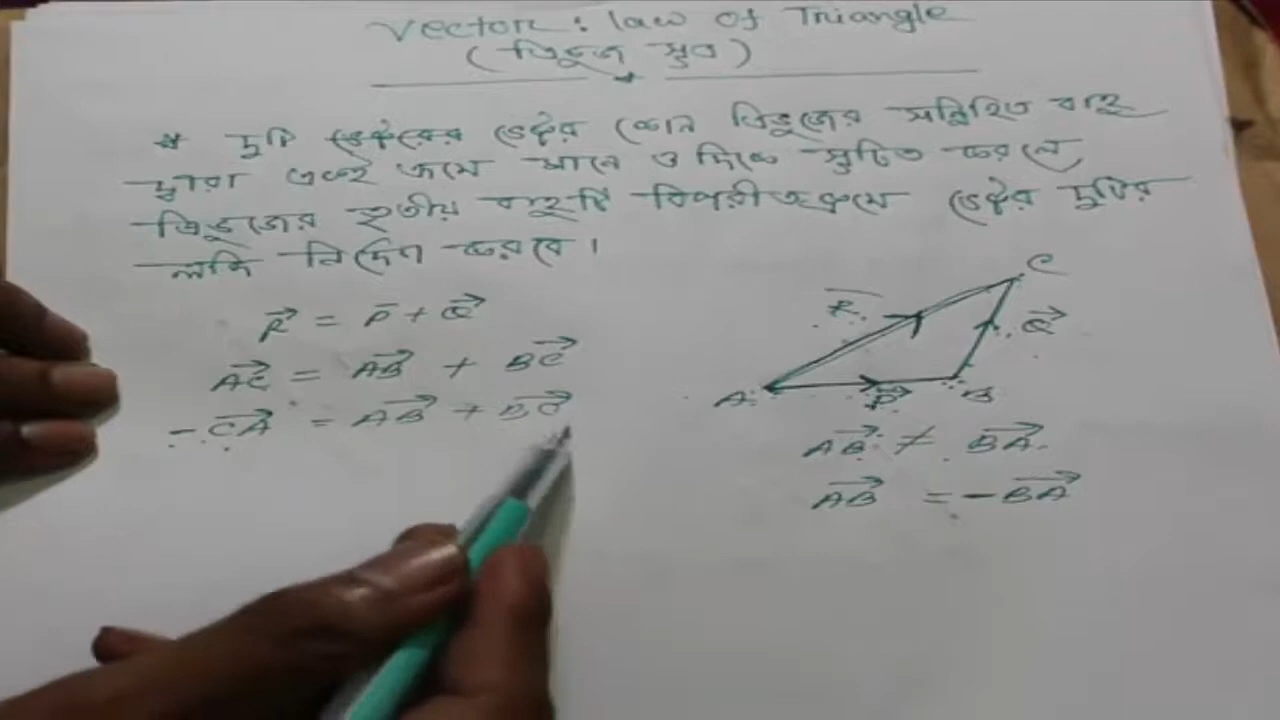 Vector: law of Triangle
(ত্রিভুজ সুত্র)
* দুটি ভেক্টর কোন ত্রিভুজের সন্নিহিত বাহু
দ্বারা একই ক্রমে মানে ও দিকে সুচিত করলে
ত্রিভুজের তৃতীয় বাহুটি বিপরীতক্রমে ভেক্টর দুটির
লব্ধি নির্দেশ করবে।
R⃗ = P̅ + Q⃗
AC⃗ = AB⃗ + BC⃗
-CA⃗ = AB⃗ + BC⃗
C
R̅
Q⃗
A
P⃗
B
AB⃗ ≠ BA⃗
AB⃗ = -BA⃗